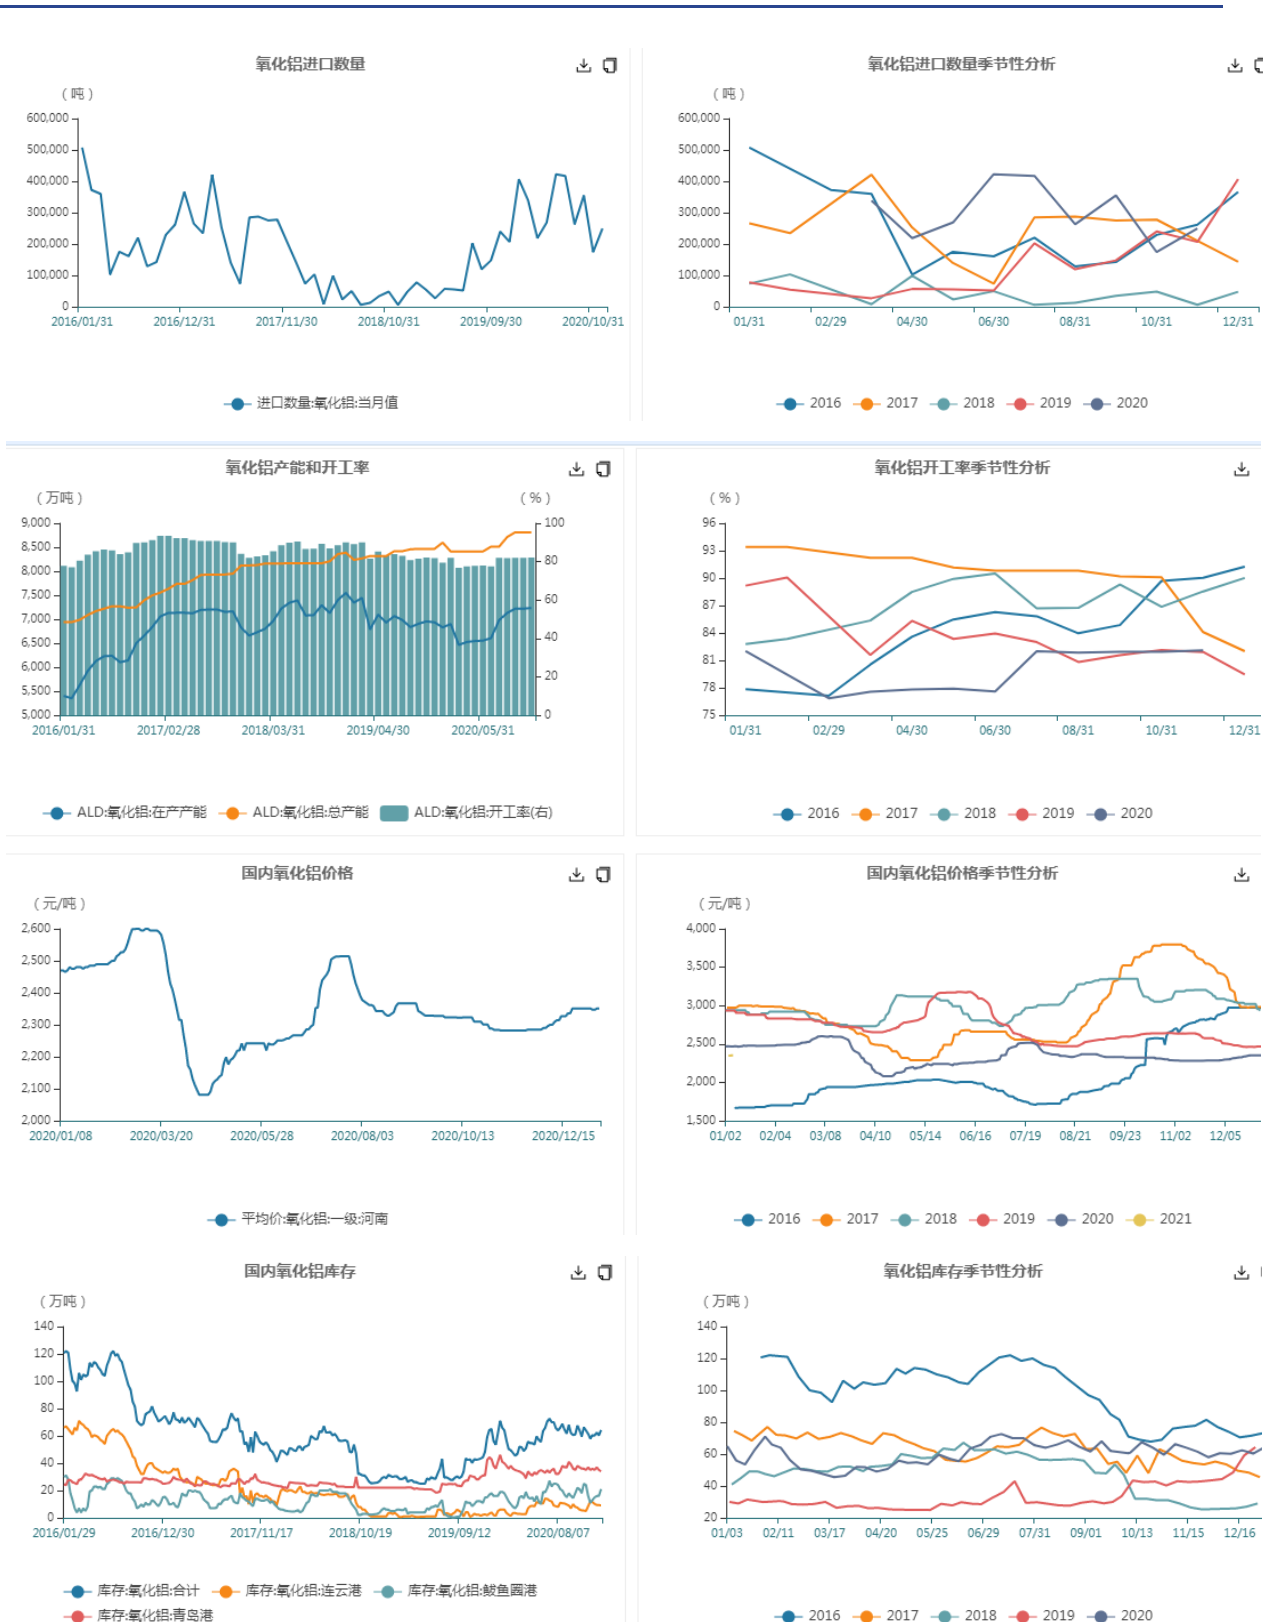 氧化铝进口数量
（吨）
600,000
500,000
400,000
300,000
200,000
100,000
0
2016/01/31 2016/12/31 2017/11/30 2018/10/31 2019/09/30 2020/10/31
进口数量:氧化铝:当月值
氧化铝进口数量季节性分析
（吨）
600,000
500,000
400,000
300,000
200,000
100,000
0
01/31 02/29 04/30 06/30 08/31 10/31 12/31
2016 2017 2018 2019 2020
氧化铝产能和开工率
（万吨） （%）
9,000 100
8,500
8,000 80
7,500
7,000 60
6,500 40
6,000
5,500 20
5,000 0
2016/01/31 2017/02/28 2018/03/31 2019/04/30 2020/05/31
ALD:氧化铝:在产产能 ALD:氧化铝:总产能 ALD:氧化铝:开工率(右)
氧化铝开工率季节性分析
（%）
96
93
90
87
84
81
78
75
01/31 02/29 04/30 06/30 08/31 10/31 12/31
2016 2017 2018 2019 2020
国内氧化铝价格
（元/吨）
2,600
2,500
2,400
2,300
2,200
2,100
2,000
2020/01/08 2020/03/20 2020/05/28 2020/08/03 2020/10/13 2020/12/15
平均价:氧化铝:一级:河南
国内氧化铝价格季节性分析
（元/吨）
4,000
3,500
3,000
2,500
2,000
1,500
01/02 02/04 03/08 04/10 05/14 06/16 07/19 08/21 09/23 11/02 12/05
2016 2017 2018 2019 2020 2021
国内氧化铝库存
（万吨）
140
120
100
80
60
40
20
0
2016/01/29 2016/12/30 2017/11/17 2018/10/19 2019/09/12 2020/08/07
库存:氧化铝:合计 库存:氧化铝:连云港 库存:氧化铝:鲅鱼圈港
库存:氧化铝:青岛港
氧化铝库存季节性分析
（万吨）
140
120
100
80
60
40
20
01/03 02/11 03/17 04/20 05/25 06/29 07/31 09/01 10/13 11/15 12/16
2016 2017 2018 2019 2020